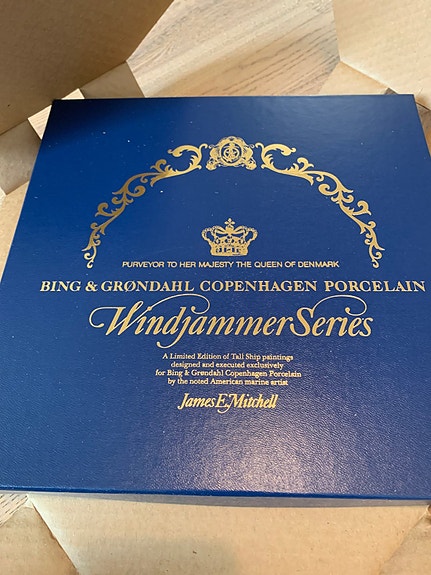 PURVEYOR TO HER MAJESTY THE QUEEN OF DENMARK
BING & GRØNDAHL COPENHAGEN PORCELAIN
Windjammer Series
A Limited Edition of Tall Ship paintings
designed and executed exclusively
for Bing & Grøndahl Copenhagen Porcelain
by the noted American marine artist
James E. Mitchell